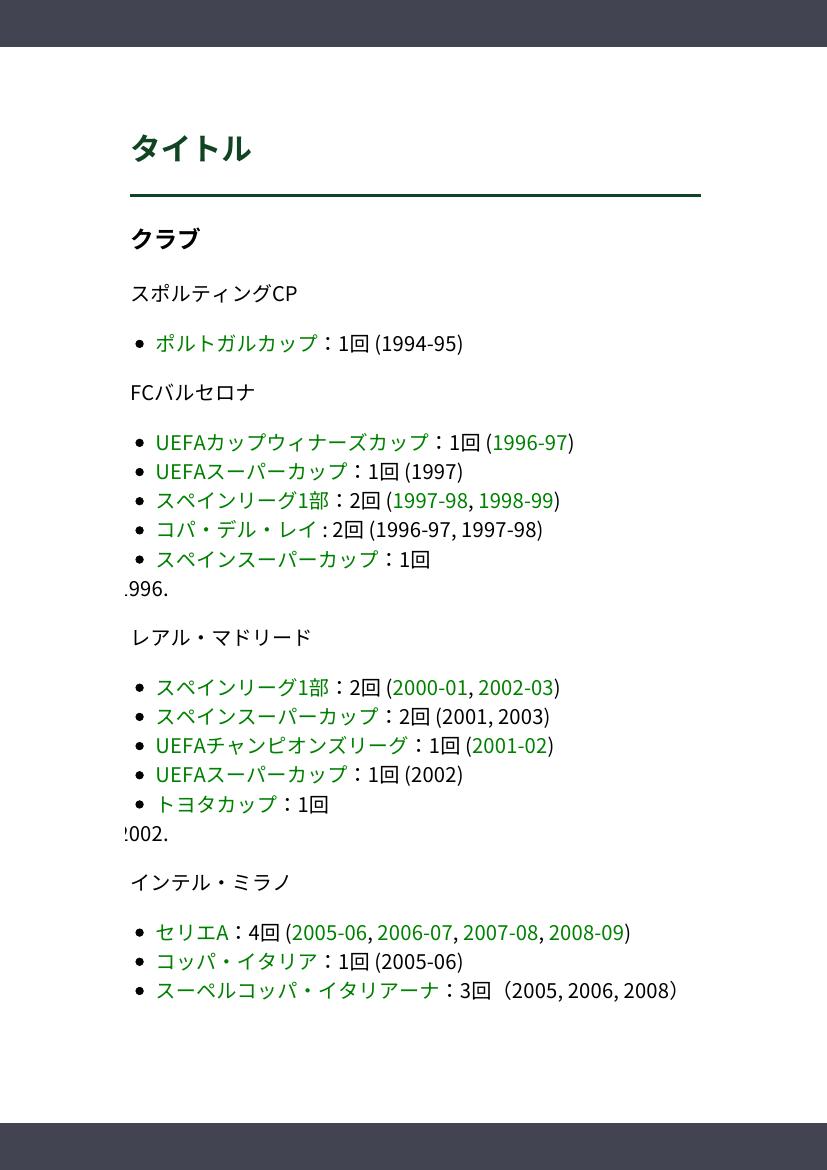 タイトル
クラブ
スポルティングCP
• ポルトガルカップ：1回 (1994-95)
FCバルセロナ
• UEFAカップウィナーズカップ：1回 (1996-97)
• UEFAスーパーカップ：1回 (1997)
• スペインリーグ1部：2回 (1997-98, 1998-99)
• コパ・デル・レイ : 2回 (1996-97, 1997-98)
• スペインスーパーカップ：1回
1996.
レアル・マドリード
• スペインリーグ1部：2回 (2000-01, 2002-03)
• スペインスーパーカップ：2回 (2001, 2003)
• UEFAチャンピオンズリーグ：1回 (2001-02)
• UEFAスーパーカップ：1回 (2002)
• トヨタカップ：1回
2002.
インテル・ミラノ
• セリエA：4回 (2005-06, 2006-07, 2007-08, 2008-09)
• コッパ・イタリア：1回 (2005-06)
• スーペルコッパ・イタリアーナ：3回（2005, 2006, 2008）